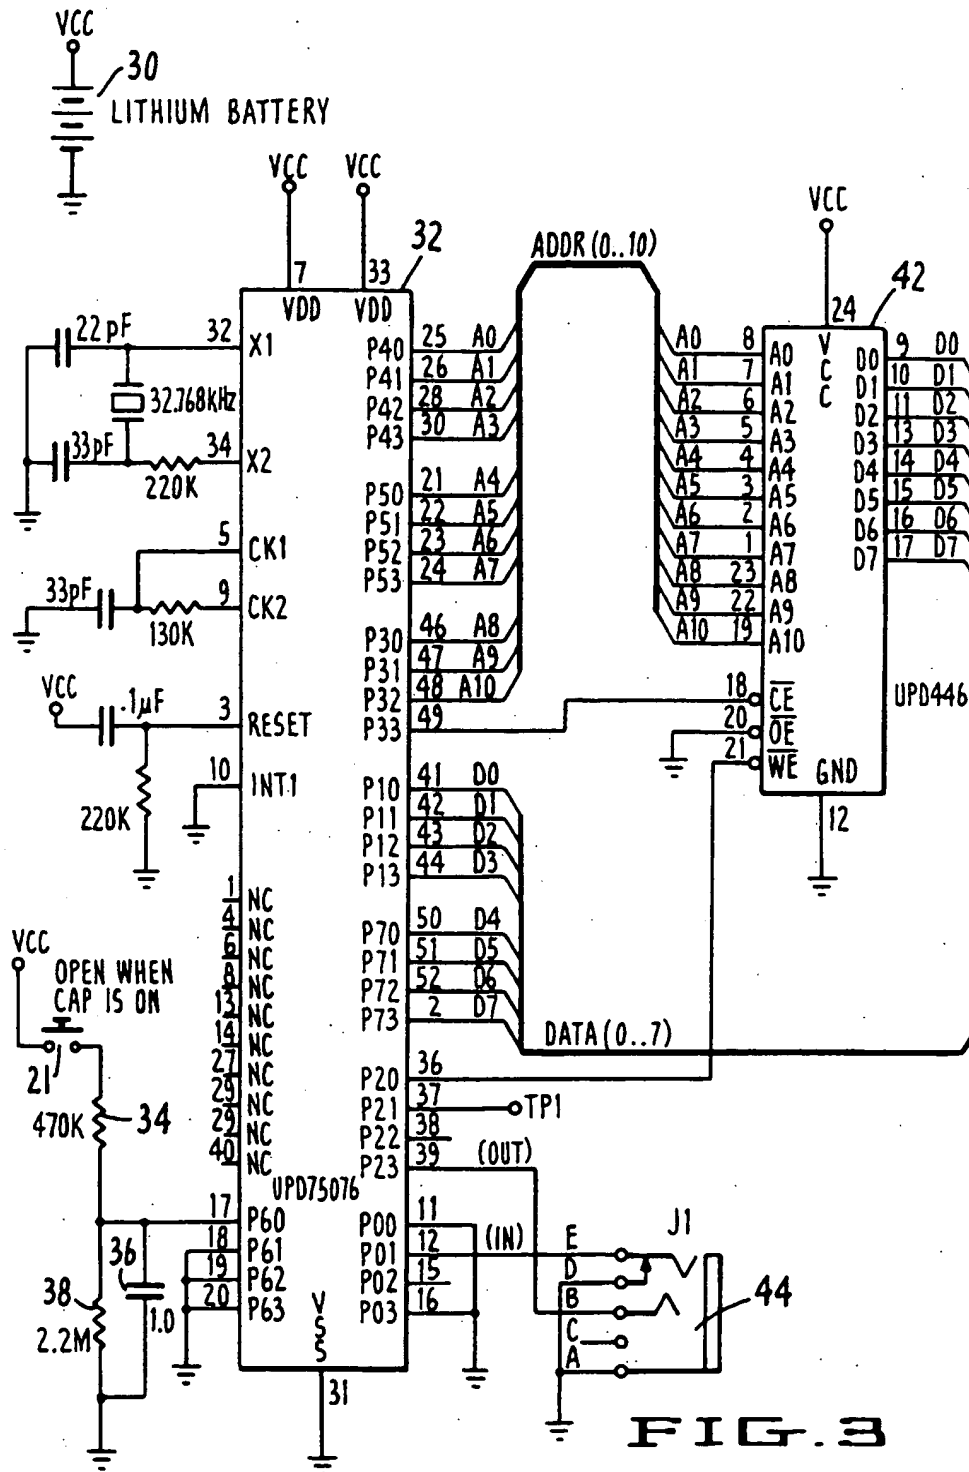 VCC
30
LITHIUM BATTERY
VCC VCC
32
7 33
VDD VDD
22 pF 32 X1
32.768kHz
33pF 34 X2
220K
5 CK1
33pF 9 CK2
130K
VCC .1µF 3 RESET
10 INT1
220K
1 NC
4 NC
6 NC
8 NC
13 NC
14 NC
27 NC
29 NC
29 NC
40 NC
VCC
OPEN WHEN
CAP IS ON
21
470K 34
UPD75076
17 P60
18 P61
19 P62
20 P63
36
38
1.0
2.2M
VSS
31
P40 25 A0
P41 26 A1
P42 28 A2
P43 30 A3
P50 21 A4
P51 22 A5
P52 23 A6
P53 24 A7
P30 46 A8
P31 47 A9
P32 48 A10
P33 49
P10 41 D0
P11 42 D1
P12 43 D2
P13 44 D3
P70 50 D4
P71 51 D5
P72 52 D6
P73 2 D7
P20 36
P21 37 TP1
P22 38
P23 39 (OUT)
P00 11
P01 12 (IN)
P02 15
P03 16
ADDR (0..10)
DATA (0..7)
VCC
24
42
VCC
A0 8 A0
A1 7 A1
A2 6 A2
A3 5 A3
A4 4 A4
A5 3 A5
A6 2 A6
A7 1 A7
A8 23 A8
A9 22 A9
A10 19 A10
18 CE
20 OE
21 WE
D0 9 D0
D1 10 D1
D2 11 D2
D3 13 D3
D4 14 D4
D5 15 D5
D6 16 D6
D7 17 D7
UPD446
GND
12
J1
E
D
B
C
A
44
FIG. 3